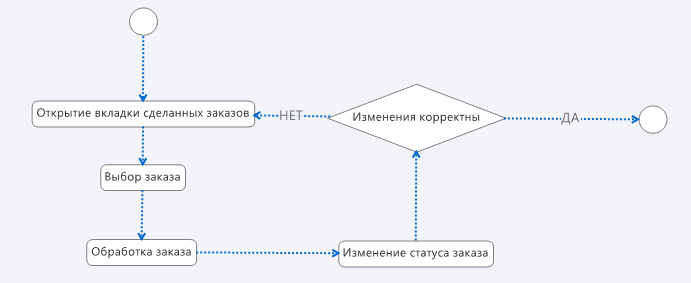 Открытие вкладки сделанных заказов
НЕТ
Изменения корректны
ДА
Выбор заказа
Обработка заказа
Изменение статуса заказа